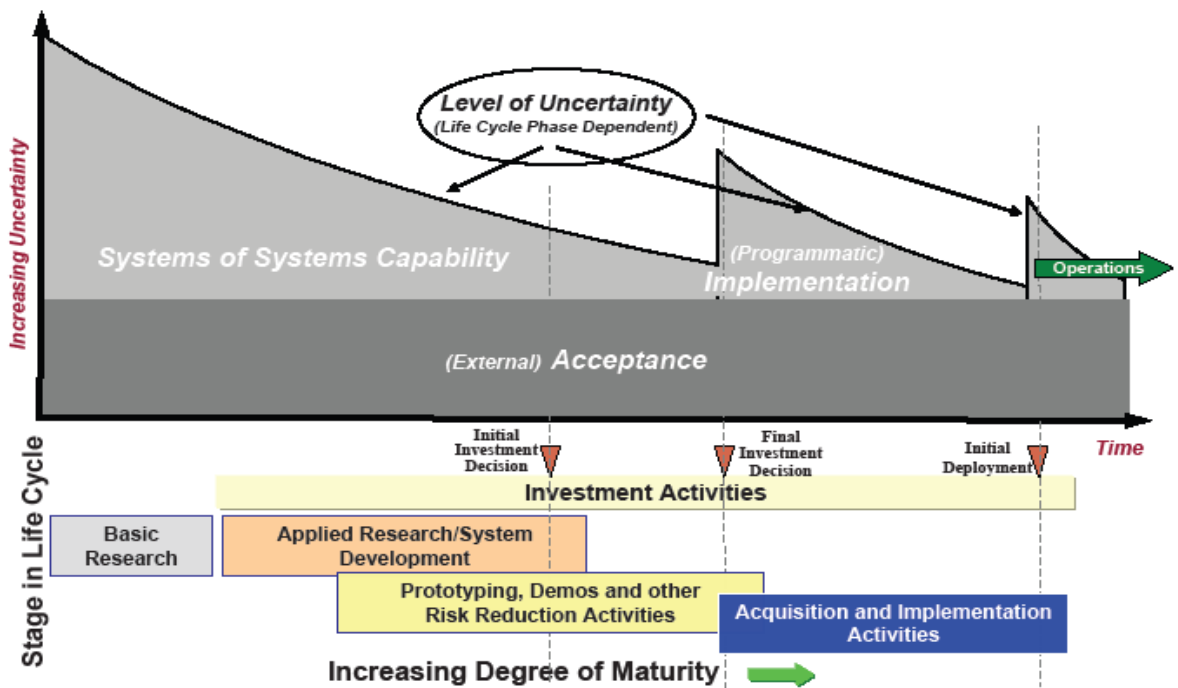 Level of Uncertainty
(Life Cycle Phase Dependent)
Increasing Uncertainty
Systems of Systems Capability
(Programmatic)
Implementation
Operations
(External) Acceptance
Time
Initial
Investment
Decision
Final
Investment
Decision
Initial
Deployment
Stage in Life Cycle
Investment Activities
Basic
Research
Applied Research/System
Development
Prototyping, Demos and other
Risk Reduction Activities
Acquisition and Implementation
Activities
Increasing Degree of Maturity